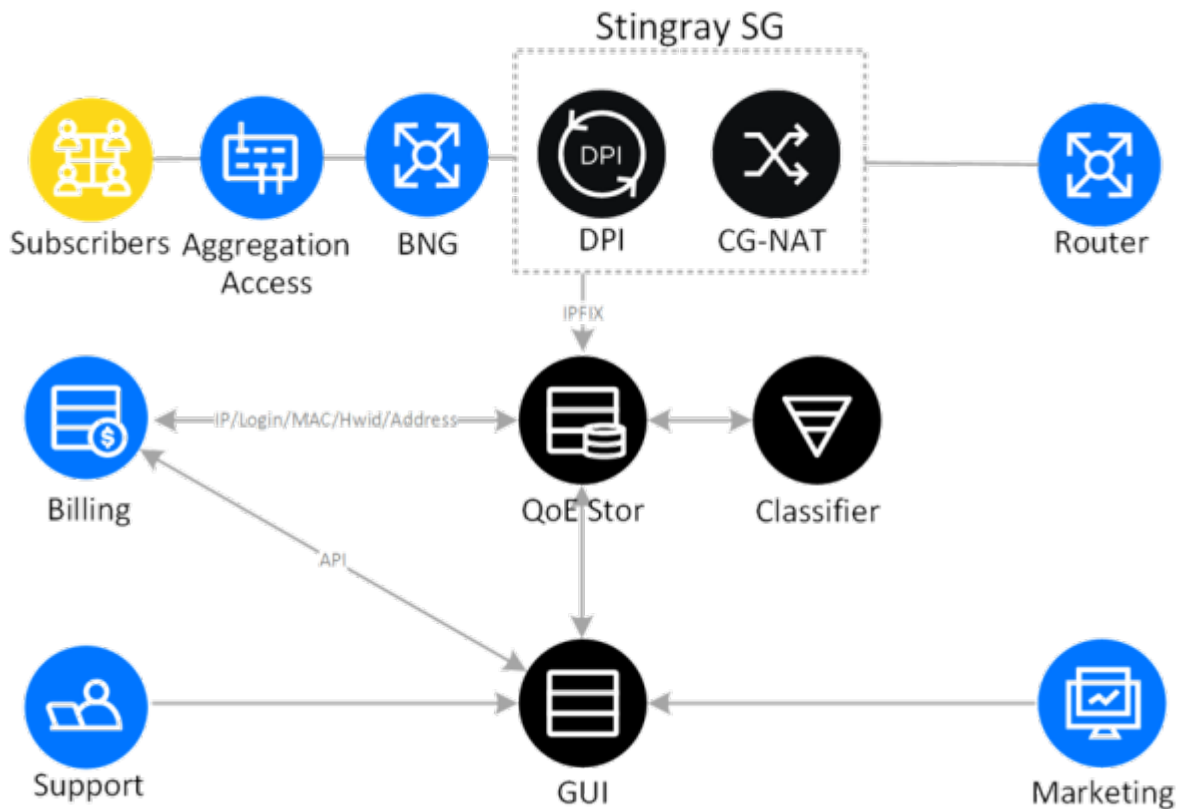 Stingray SG
DPI
Subscribers
Aggregation
Access
BNG
DPI
CG-NAT
Router
IPFIX
IP/Login/MAC/Hwid/Address
Billing
QoE Stor
Classifier
API
Support
GUI
Marketing